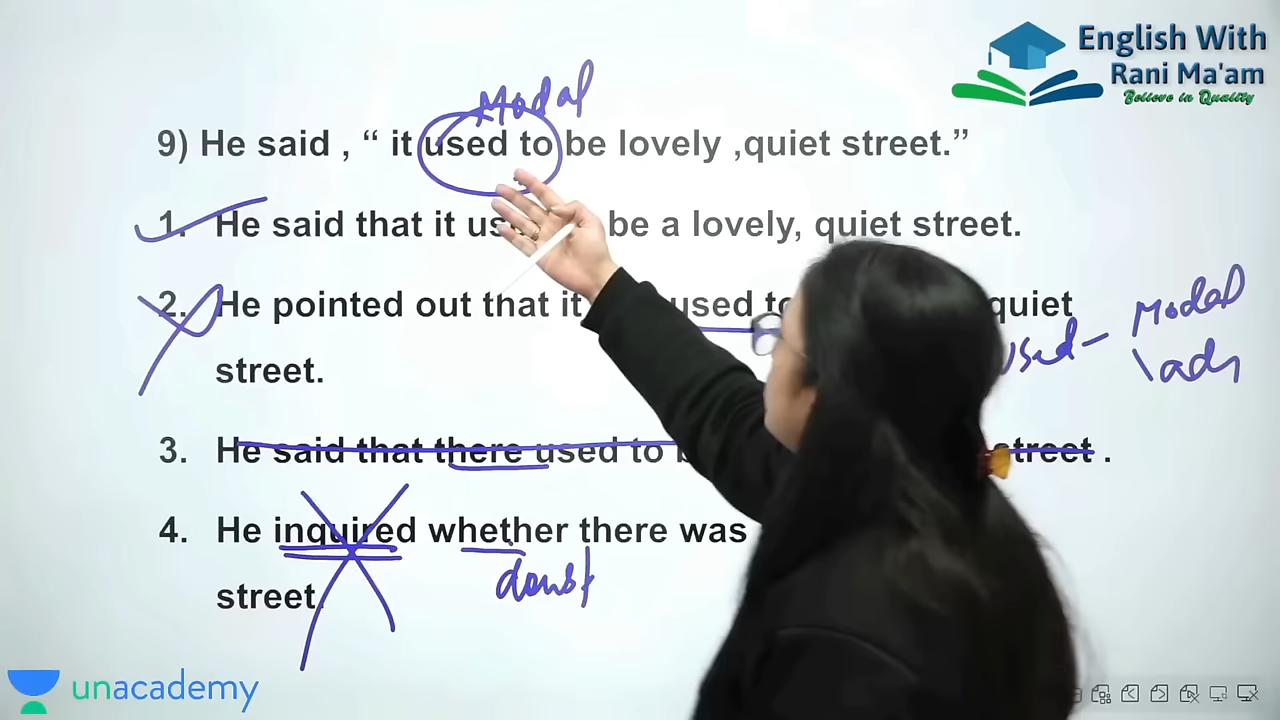 English With
Rani Ma'am
Believe in Quality
Modal
9) He said , “ it used to be lovely ,quiet street.”
1. He said that it be a lovely, quiet street.
2. He pointed out that it used to quiet
Modal
used-
street.
3. He said that there used to street .
4. He inquired whether there was
doubt
street.
unacademy